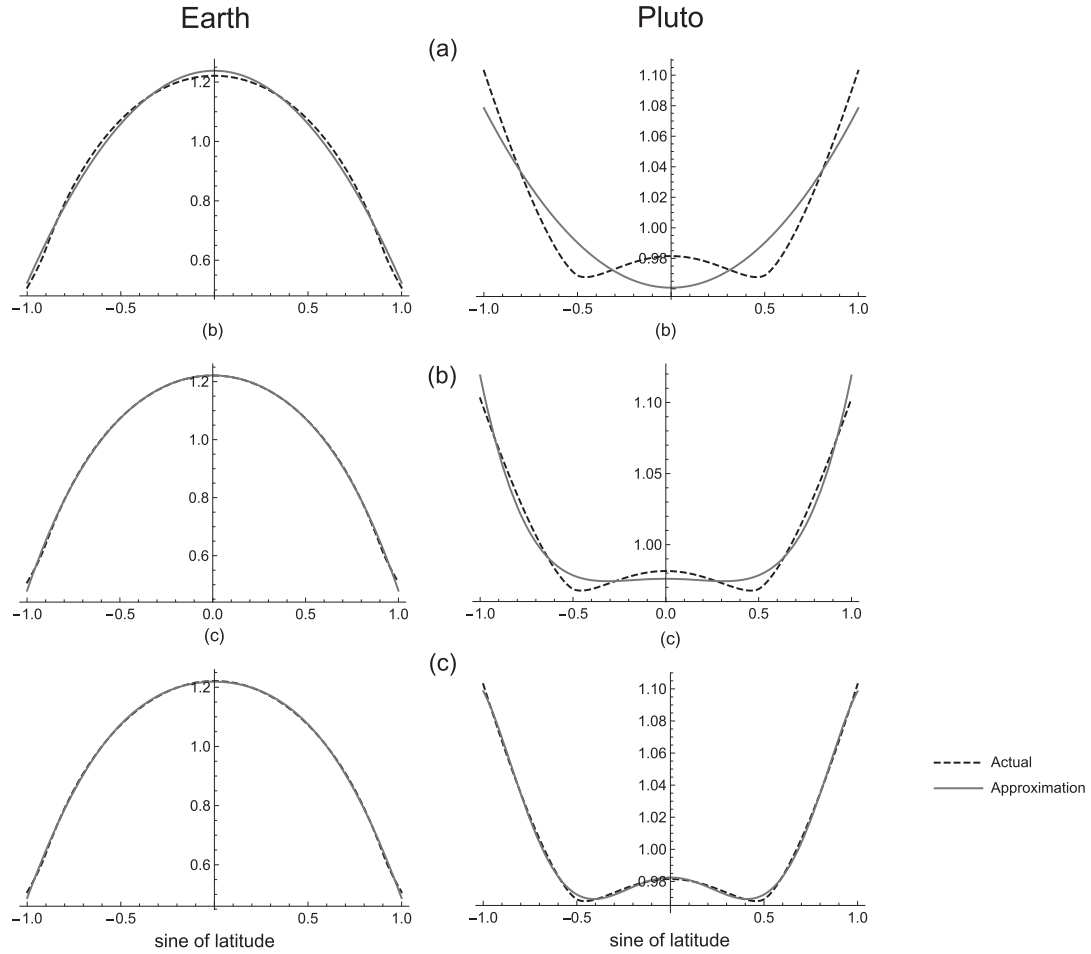 Earth
Pluto
(a)
1.2
1.0
0.8
0.6
−1.0 −0.5 0.5 1.0
(b)
1.10
1.08
1.06
1.04
1.02
1.00
0.98
−1.0 −0.5 0.5 1.0
(b)
(b)
1.2
1.0
0.8
0.6
−1.0 −0.5 0.0 0.5 1.0
(c)
1.10
1.05
1.00
−1.0 −0.5 0.0 0.5 1.0
(c)
(c)
1.2
1.0
0.8
0.6
−1.0 −0.5 0.5 1.0
sine of latitude
1.10
1.08
1.06
1.04
1.02
1.00
0.98
−1.0 −0.5 0.5 1.0
sine of latitude
Actual
Approximation